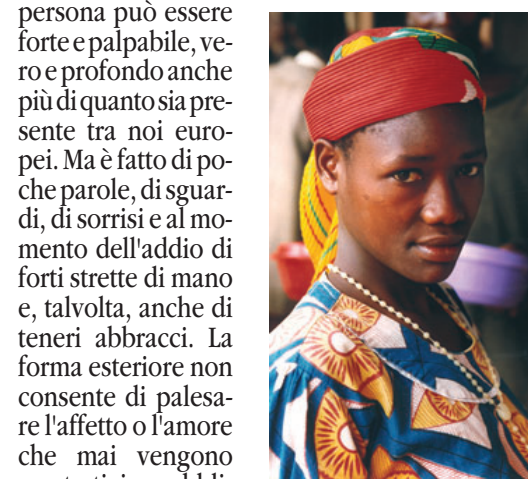 persona può essere
forte e palpabile, ve-
ro e profondo anche
più di quanto sia pre-
sente tra noi euro-
pei. Ma è fatto di po-
che parole, di sguar-
di, di sorrisi e al mo-
mento dell'addio di
forti strette di mano
e, talvolta, anche di
teneri abbracci. La
forma esteriore non
consente di palesa-
re l'affetto o l'amore
che mai vengono